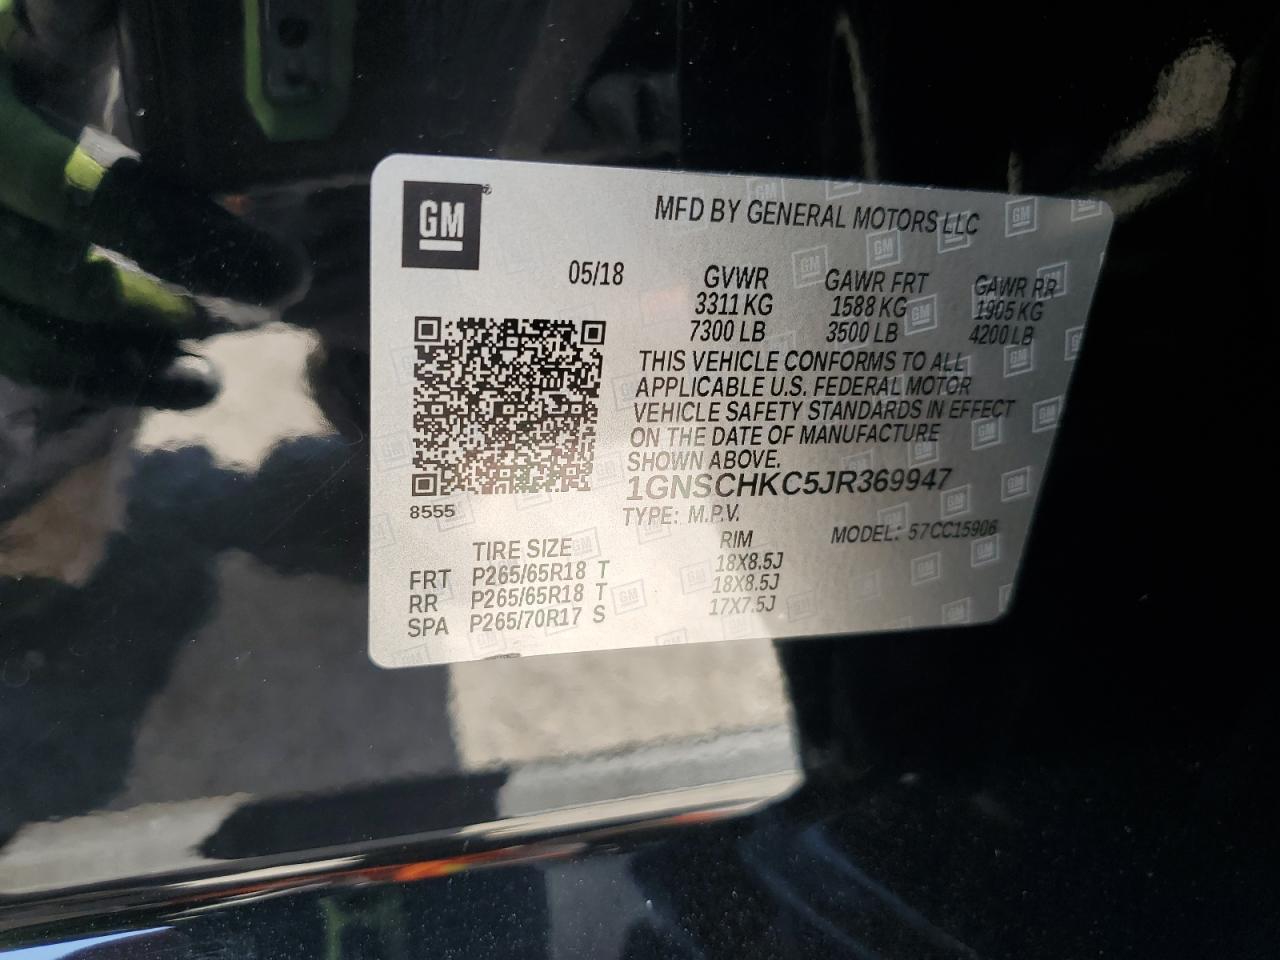 GM
MFD BY GENERAL MOTORS LLC
05/18
GVWR GAWR FRT GAWR RR
3311 KG 1588 KG 1905 KG
7300 LB 3500 LB 4200 LB
THIS VEHICLE CONFORMS TO ALL
APPLICABLE U.S. FEDERAL MOTOR
VEHICLE SAFETY STANDARDS IN EFFECT
ON THE DATE OF MANUFACTURE
SHOWN ABOVE.
1GNSCHKC5JR369947
8555
TYPE: M.P.V. MODEL: 57CC15906
TIRE SIZE RIM
FRT P265/65R18 T 18X8.5J
RR P265/65R18 T 18X8.5J
SPA P265/70R17 S 17X7.5J